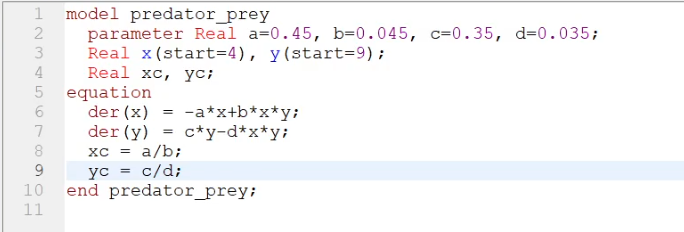 1 model predator_prey
2 parameter Real a=0.45, b=0.045, c=0.35, d=0.035;
3 Real x(start=4), y(start=9);
4 Real xc, yc;
5 equation
6 der(x) = -a*x+b*x*y;
7 der(y) = c*y-d*x*y;
8 xc = a/b;
9 yc = c/d;
10 end predator_prey;
11